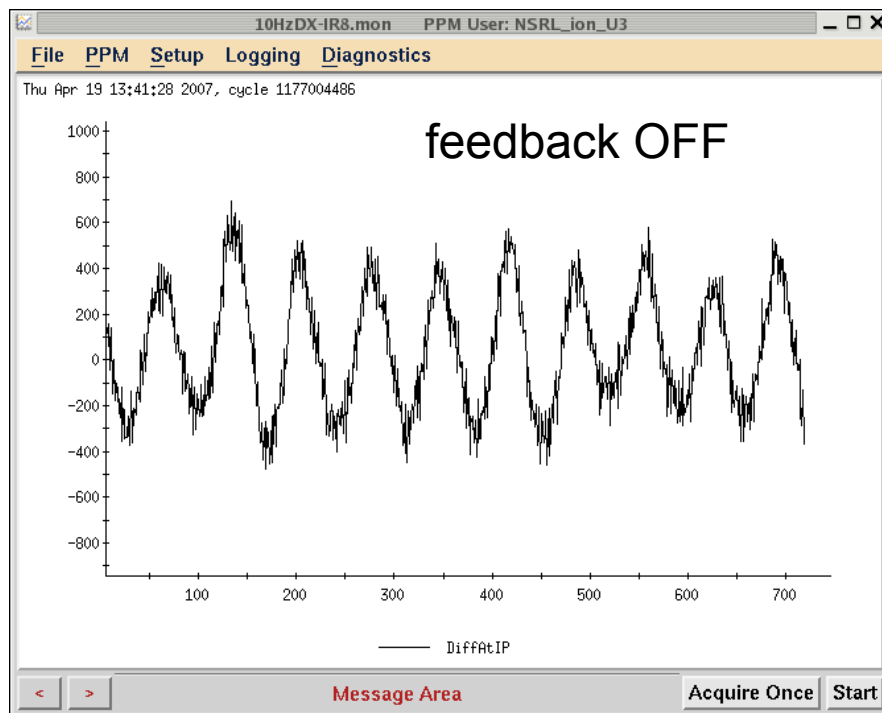 10HzDX-IR8.mon PPM User: NSRL_ion_U3
File PPM Setup Logging Diagnostics
Thu Apr 19 13:41:28 2007, cycle 1177004486
feedback OFF
1000
800
600
400
200
0
-200
-400
-600
-800
100 200 300 400 500 600 700
DiffAtIP
< > Message Area Acquire Once Start